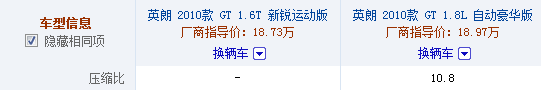 车型信息
隐藏相同项
英朗 2010款 GT 1.6T 新锐运动版
厂商指导价: 18.73万
换辆车
英朗 2010款 GT 1.8L 自动豪华版
厂商指导价: 18.97万
换辆车
压缩比
-
10.8